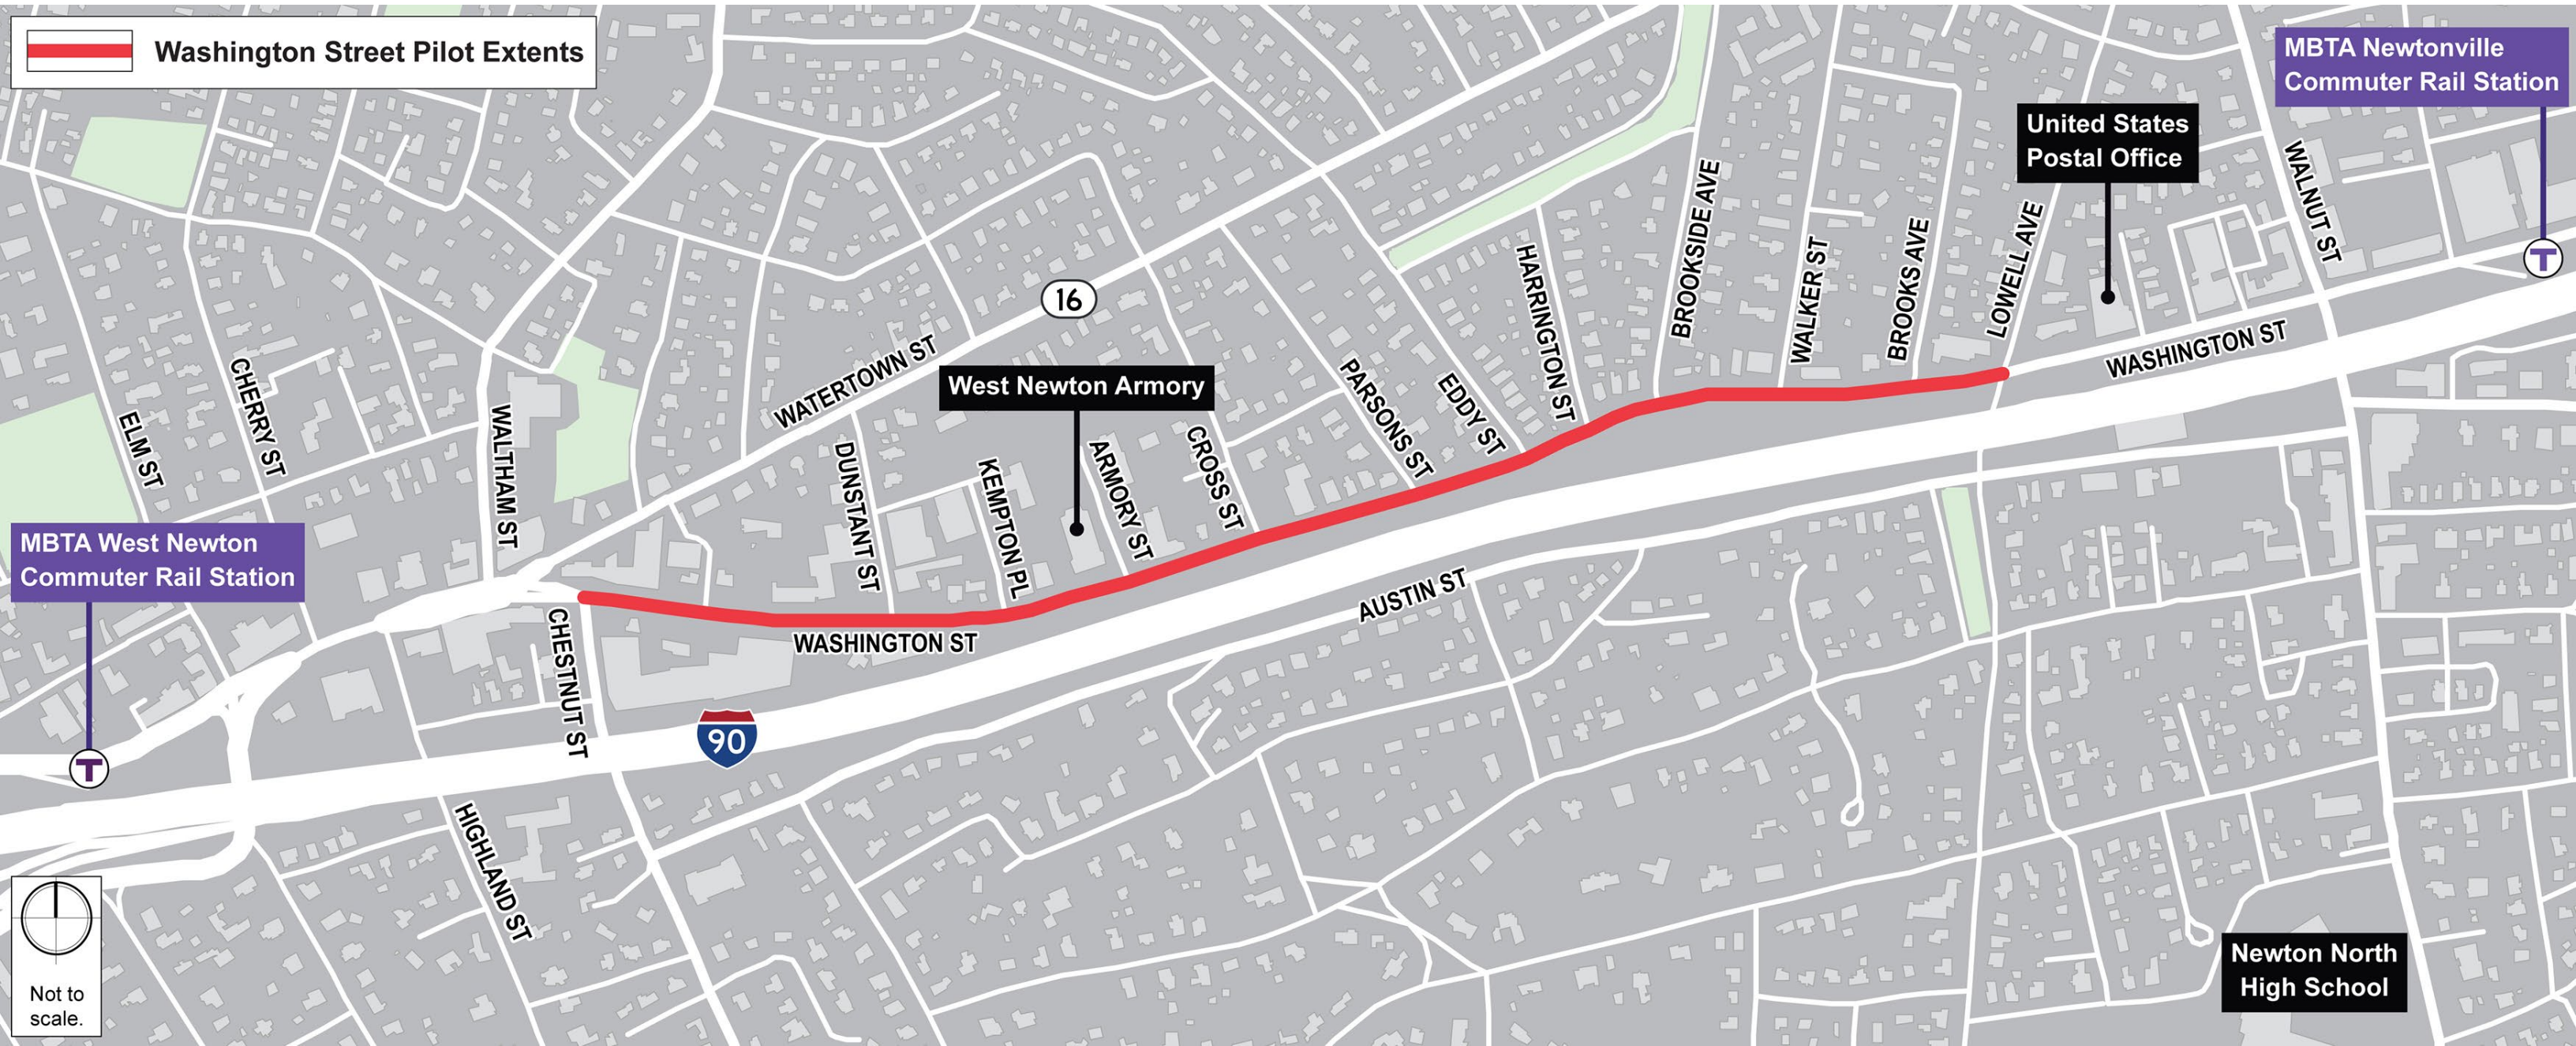 Washington Street Pilot Extents
MBTA Newtonville
Commuter Rail Station
United States
Postal Office
WALNUT ST
BROOKSIDE AVE
WALKER ST
BROOKS AVE
LOWELL AVE
HARRINGTON ST
EDDY ST
PARSONS ST
WASHINGTON ST
16
WATERTOWN ST
West Newton Armory
CROSS ST
ARMORY ST
KEMPTON PL
DUNSTANT ST
WALTHAM ST
CHERRY ST
ELM ST
MBTA West Newton
Commuter Rail Station
T
T
WASHINGTON ST
CHESTNUT ST
AUSTIN ST
90
HIGHLAND ST
Newton North
High School
Not to
scale.